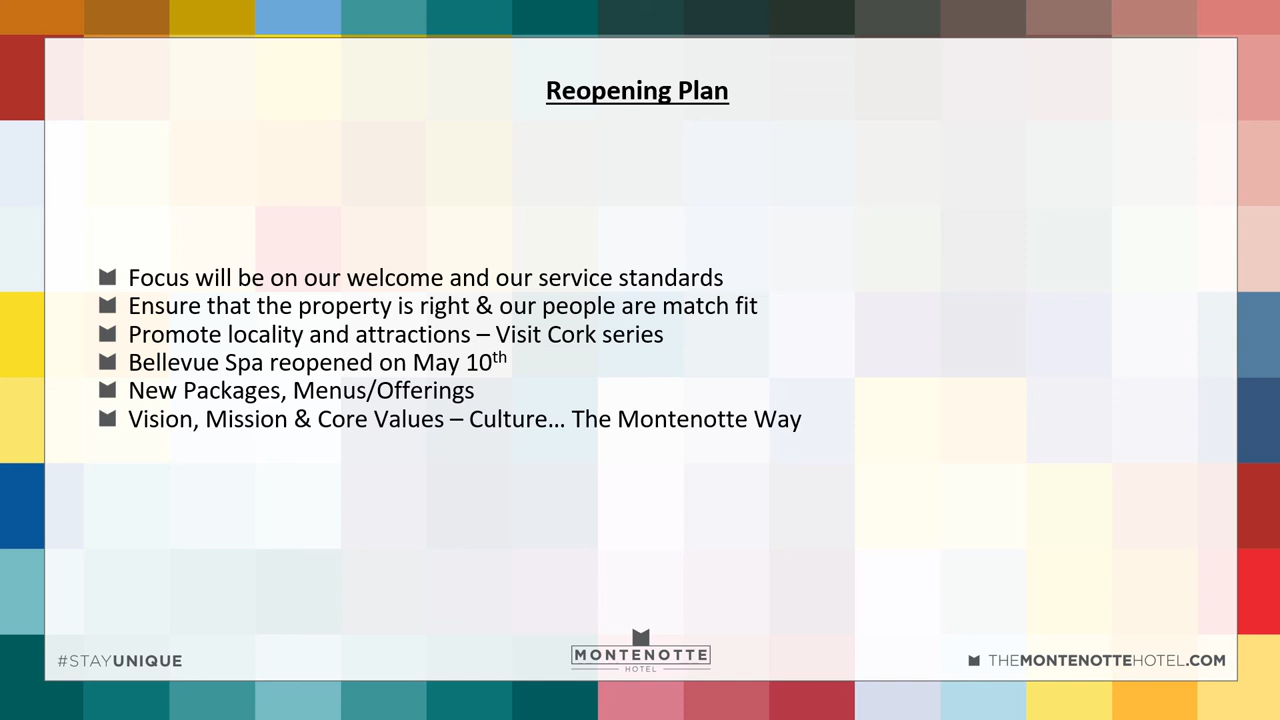 Reopening Plan
Focus will be on our welcome and our service standards
Ensure that the property is right & our people are match fit
Promote locality and attractions – Visit Cork series
Bellevue Spa reopened on May 10th
New Packages, Menus/Offerings
Vision, Mission & Core Values – Culture… The Montenotte Way
#STAYUNIQUE
MONTENOTTE
HOTEL
THEMONTENOTTEHOTEL.COM